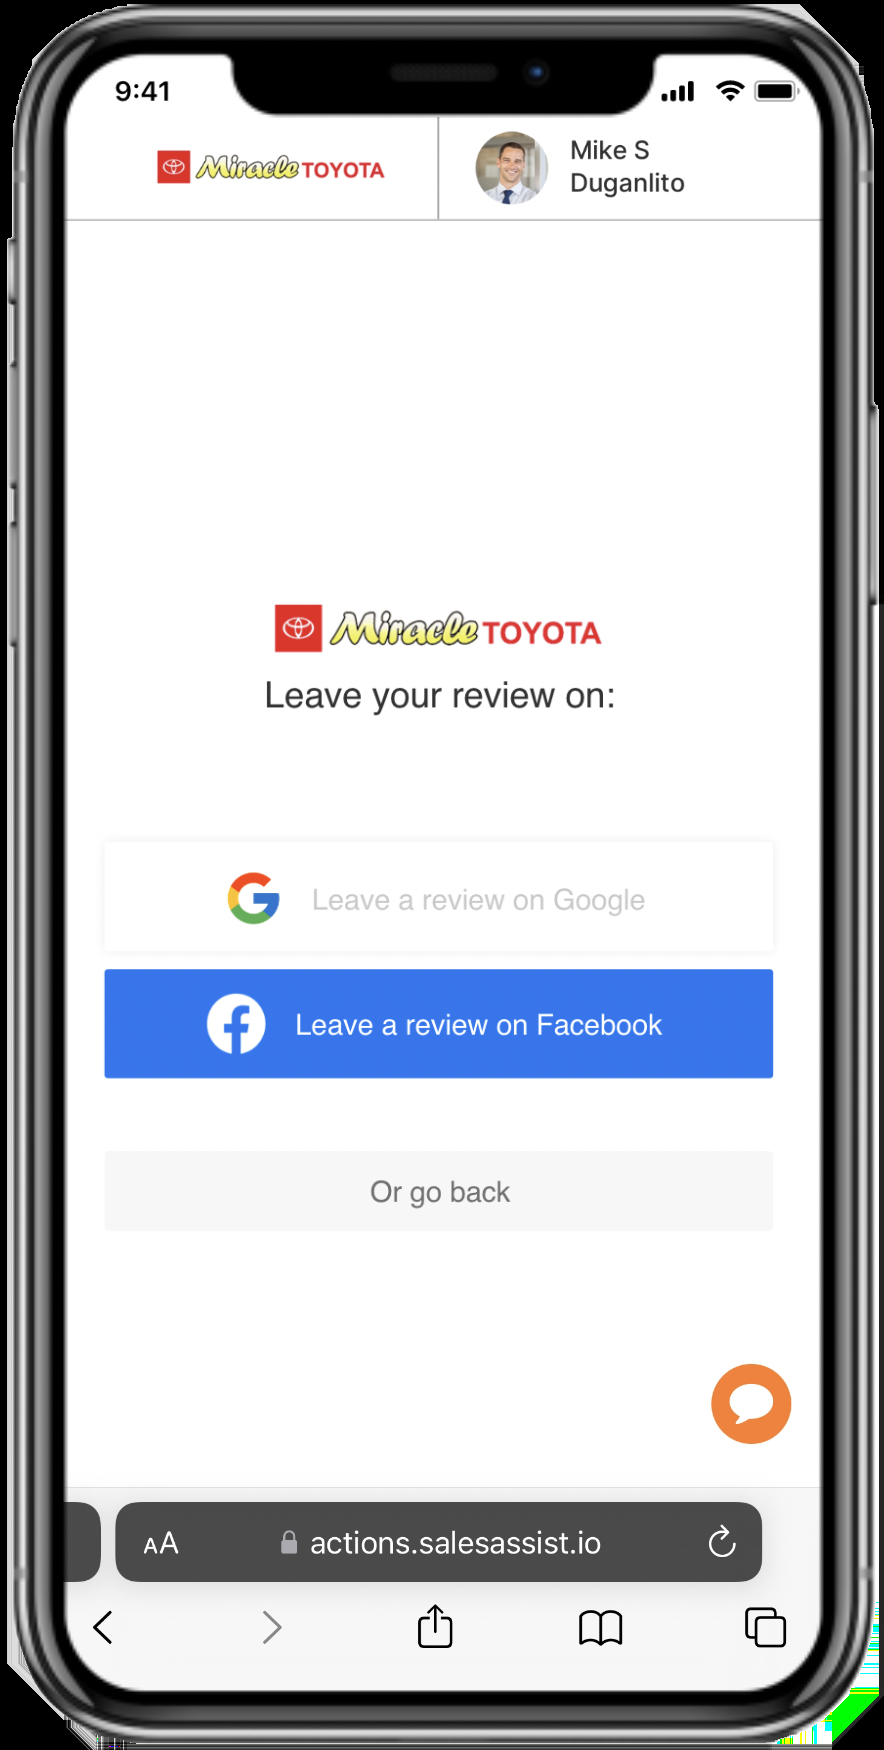 9:41
Miracle TOYOTA
Mike S
Duganlito
Miracle TOYOTA
Leave your review on:
Leave a review on Google
Leave a review on Facebook
Or go back
AA
actions.salesassist.io